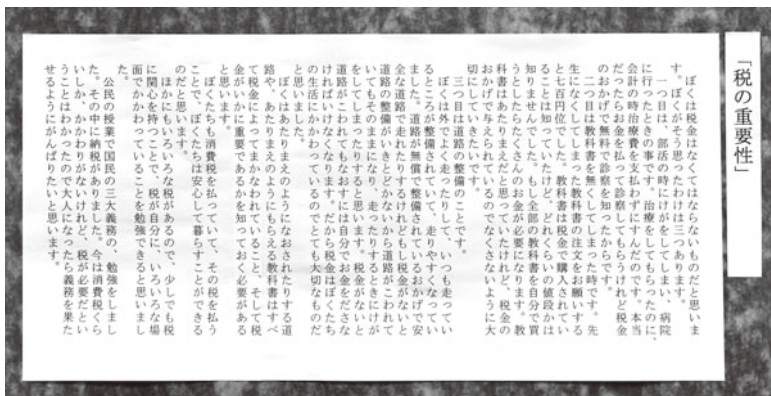 「税の重要性」
ぼくは税金はなくてはならないものだと思いま
す。ぼくがそう思ったわけは三つあります。
一つ目は、部活の時にけがをしてしまい、病院
に行ったときの事です。治療をしてもらったのに、
会計の時治療費を支払わずにすんだのです。本当
だったらお金を払って診察してもらうけれど税金
のおかげで無料で診察を知ったからです。
二つ目は教科書を無くしてしまった時です。先
生になくしてしまった教科書の注文をお願いする
と七百円位でした。教科書は税金で購入されてい
ることは知っていたけれど、どれくらいの値段かは
知りませんでした。もし全部の教科書を自分で買
うとしたらたくさんのお金が必要になります。教
科書はあたりまえだと思っていたけれど、税金の
おかげで与えられているのでなくさないように大
切にしていきたいです。
三つ目は道路の整備のことです。
ぼくは外でよく走ったりして、いつも走ってい
るところが整備されていて、走りやすくなってい
ました。道路が無償で整備されているおかげで安
全な道路で走れたりするけれどもし税金がないと
道路の整備がいきとどかないから道路がこわれて
いてもそのままになり、走ったりするときにけが
をしてしまったりすると思います。税金がないと
道路がこわれてもなおすには自分でお金をださな
ければいけなくなります。だから税金はぼくたち
の生活にかかわっているのでとても大切なものだ
と思いました。
ぼくはあたりまえのようになおされたりする道
路や、あたりまえのようにもらえる教科書はすべ
て税金によってまかなわれていること、そして税
金がいかに重要であるかを知っておく必要がある
と思います。
ぼくたちも消費税を払っていて、その税を払う
ことで、ぼくたちは安心して暮らすことができる
のだと思います。
ほかにもいろいろな税があるので、少しでも税
に関心を持つことで、税が自分に、いろいろな場
面でかかわっていることを勉強できると思いまし
た。
公民の授業で国民の三大義務の、勉強をしまし
た。その中に納税がありました。今は消費税くら
いしか、かかわりがないけれど、税が必要だとい
うことはわかったので大人になったら義務を果た
せるようにがんばりたいと思います。